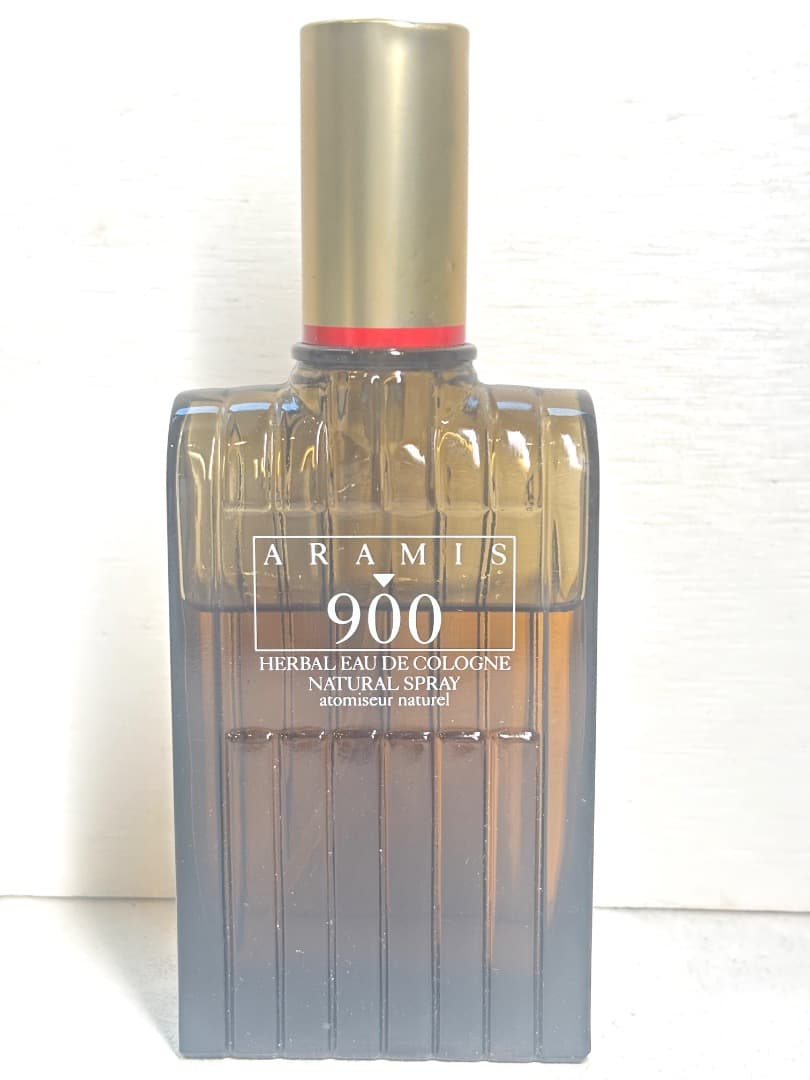 ARAMIS
900
HERBAL EAU DE COLOGNE
NATURAL SPRAY
atomiseur naturel